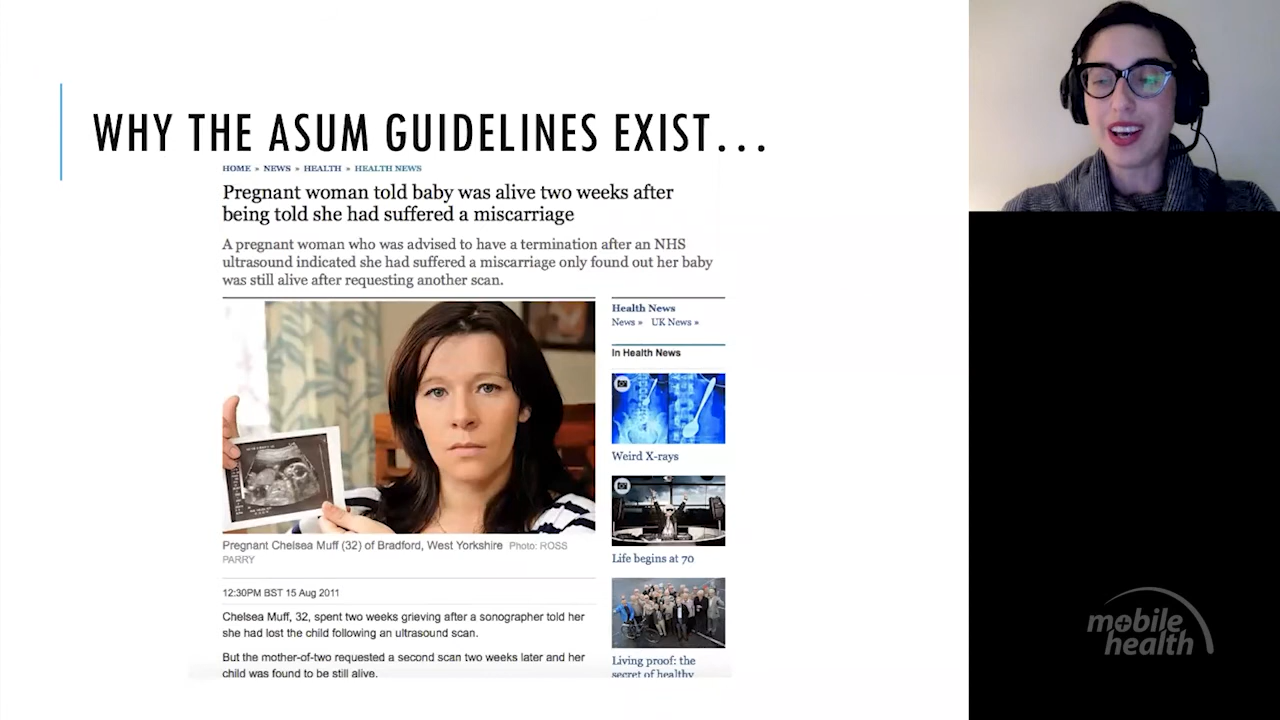 WHY THE ASUM GUIDELINES EXIST...
HOME » NEWS » HEALTH » HEALTH NEWS
Pregnant woman told baby was alive two weeks after
being told she had suffered a miscarriage
A pregnant woman who was advised to have a termination after an NHS
ultrasound indicated she had suffered a miscarriage only found out her baby
was still alive after requesting another scan.
Pregnant Chelsea Muff (32) of Bradford, West Yorkshire Photo: ROSS
PARRY
12:30PM BST 15 Aug 2011
Chelsea Muff, 32, spent two weeks grieving after a sonographer told her
she had lost the child following an ultrasound scan.
But the mother-of-two requested a second scan two weeks later and her
child was found to be still alive.
Health News
News » UK News »
In Health News
Weird X-rays
Life begins at 70
Living proof: the
secret of healthy
mobile
health